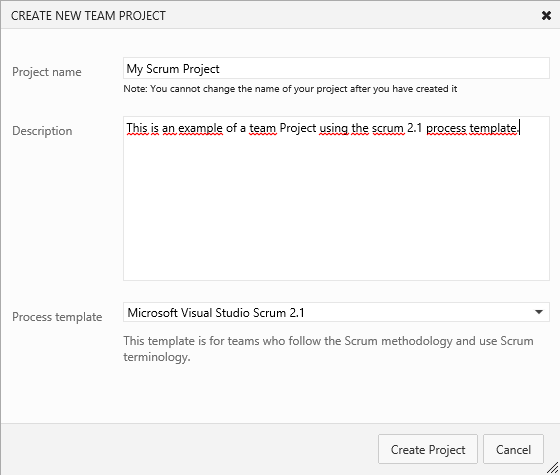 CREATE NEW TEAM PROJECT
Project name
My Scrum Project
Note: You cannot change the name of your project after you have created it
Description
This is an example of a team Project using the scrum 2.1 process template.
Process template
Microsoft Visual Studio Scrum 2.1
This template is for teams who follow the Scrum methodology and use Scrum
terminology.
Create Project
Cancel